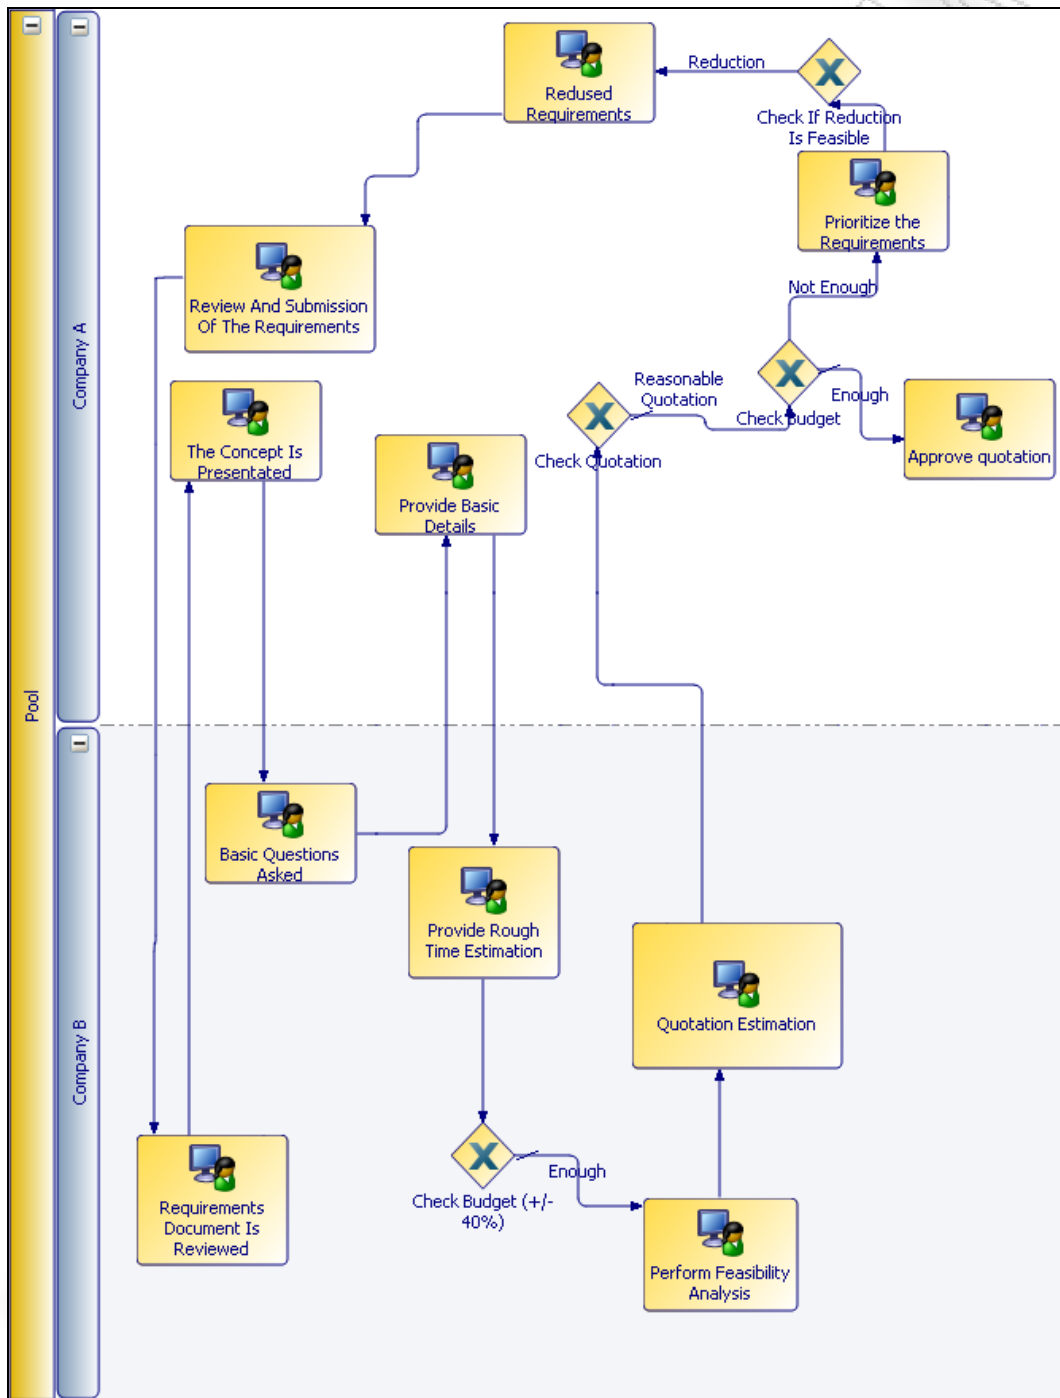 Pool
Company A
Reduction
Redused
Requirements
Check If Reduction
Is Feasible
Prioritize the
Requirements
Not Enough
Review And Submission
Of The Requirements
Reasonable
Quotation
Enough
Check Budget
Check Quotation
Approve quotation
The Concept Is
Presentated
Provide Basic
Details
Company B
Basic Questions
Asked
Provide Rough
Time Estimation
Quotation Estimation
Enough
Check Budget (+/-
40%)
Requirements
Document Is
Reviewed
Perform Feasibility
Analysis